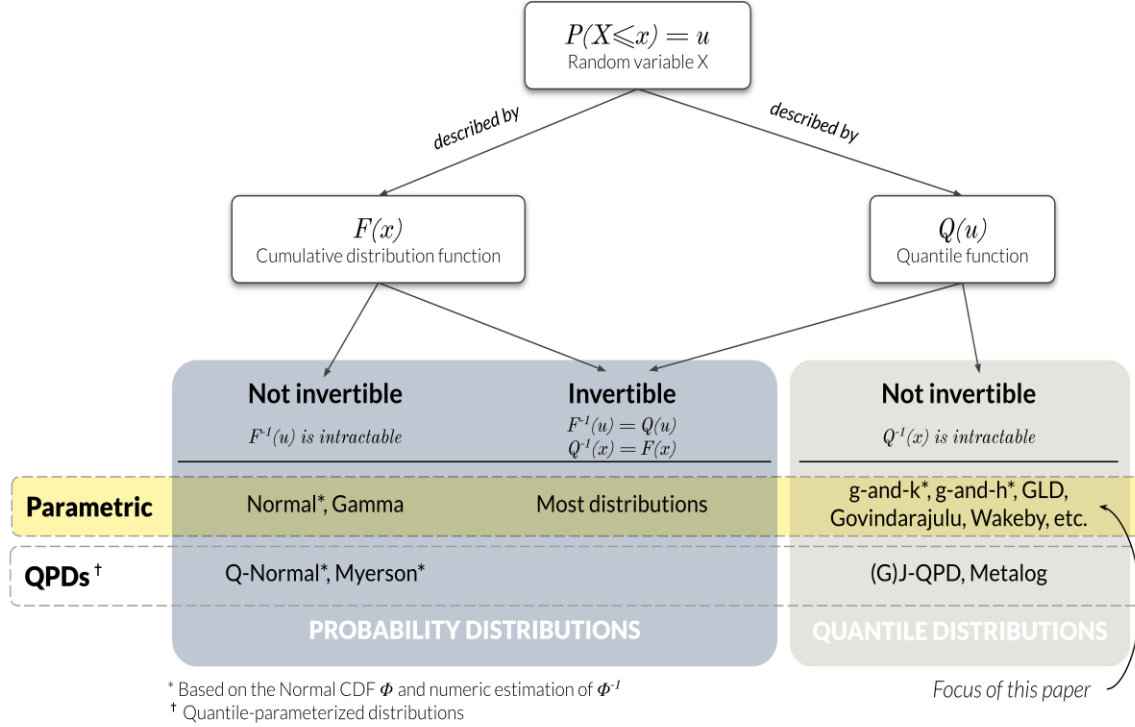 P(X⩽x) = u
Random variable X
described by
described by
F(x)
Cumulative distribution function
Q(u)
Quantile function
Not invertible
F⁻¹(u) is intractable
Invertible
F⁻¹(u) = Q(u)
Q⁻¹(x) = F(x)
Not invertible
Q⁻¹(x) is intractable
Parametric
Normal*, Gamma
Most distributions
g-and-k*, g-and-h*, GLD,
Govindarajulu, Wakeby, etc.
QPDs †
Q-Normal*, Myerson*
(G)J-QPD, Metalog
PROBABILITY DISTRIBUTIONS
QUANTILE DISTRIBUTIONS
* Based on the Normal CDF Φ and numeric estimation of Φ⁻¹
† Quantile-parameterized distributions
Focus of this paper